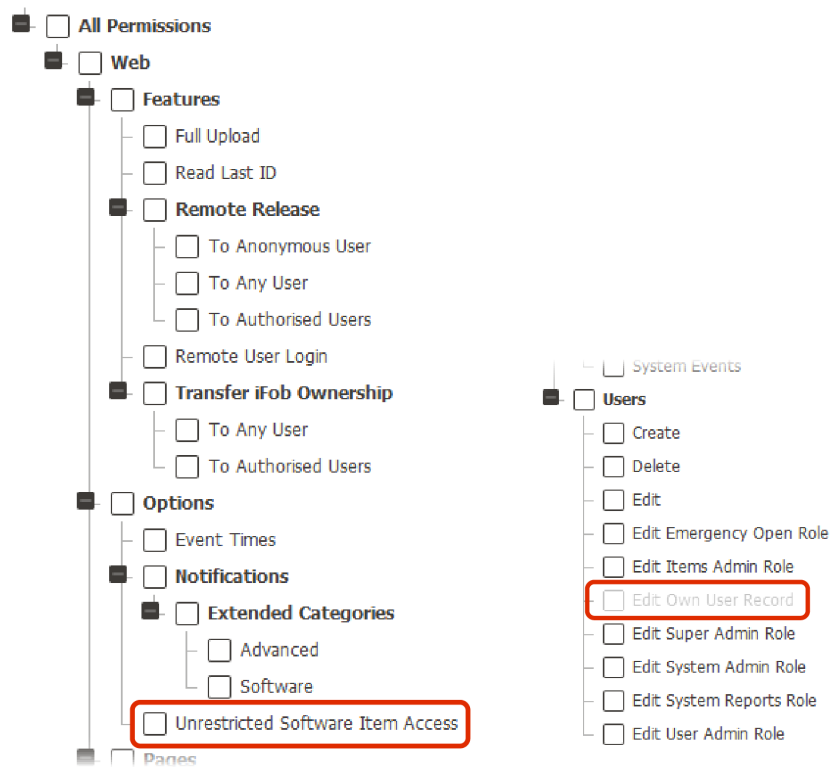 All Permissions
Web
Features
Full Upload
Read Last ID
Remote Release
To Anonymous User
To Any User
To Authorised Users
Remote User Login
Transfer iFob Ownership
To Any User
To Authorised Users
Options
Event Times
Notifications
Extended Categories
Advanced
Software
Unrestricted Software Item Access
Pages
System Events
Users
Create
Delete
Edit
Edit Emergency Open Role
Edit Items Admin Role
Edit Own User Record
Edit Super Admin Role
Edit System Admin Role
Edit System Reports Role
Edit User Admin Role